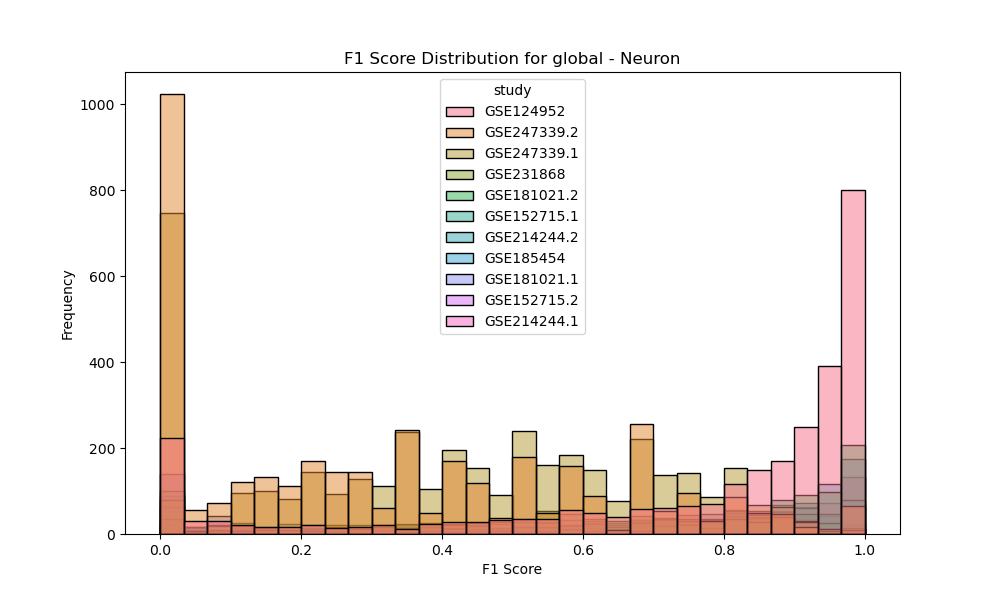 F1 Score Distribution for global - Neuron
study
GSE124952
GSE247339.2
GSE247339.1
GSE231868
GSE181021.2
GSE152715.1
GSE214244.2
GSE185454
GSE181021.1
GSE152715.2
GSE214244.1
1000
800
600
400
200
0
Frequency
0.0 0.2 0.4 0.6 0.8 1.0
F1 Score